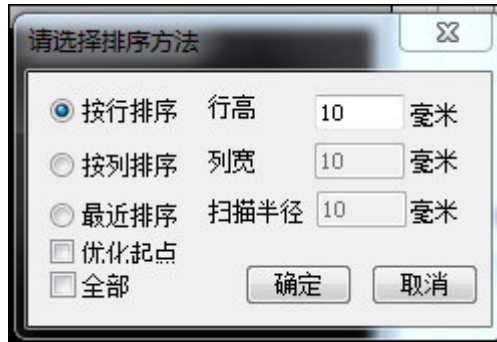 请选择排序方法
按行排序 行高 10 毫米
按列排序 列宽 10 毫米
最近排序 扫描半径 10 毫米
优化起点
全部 确定 取消